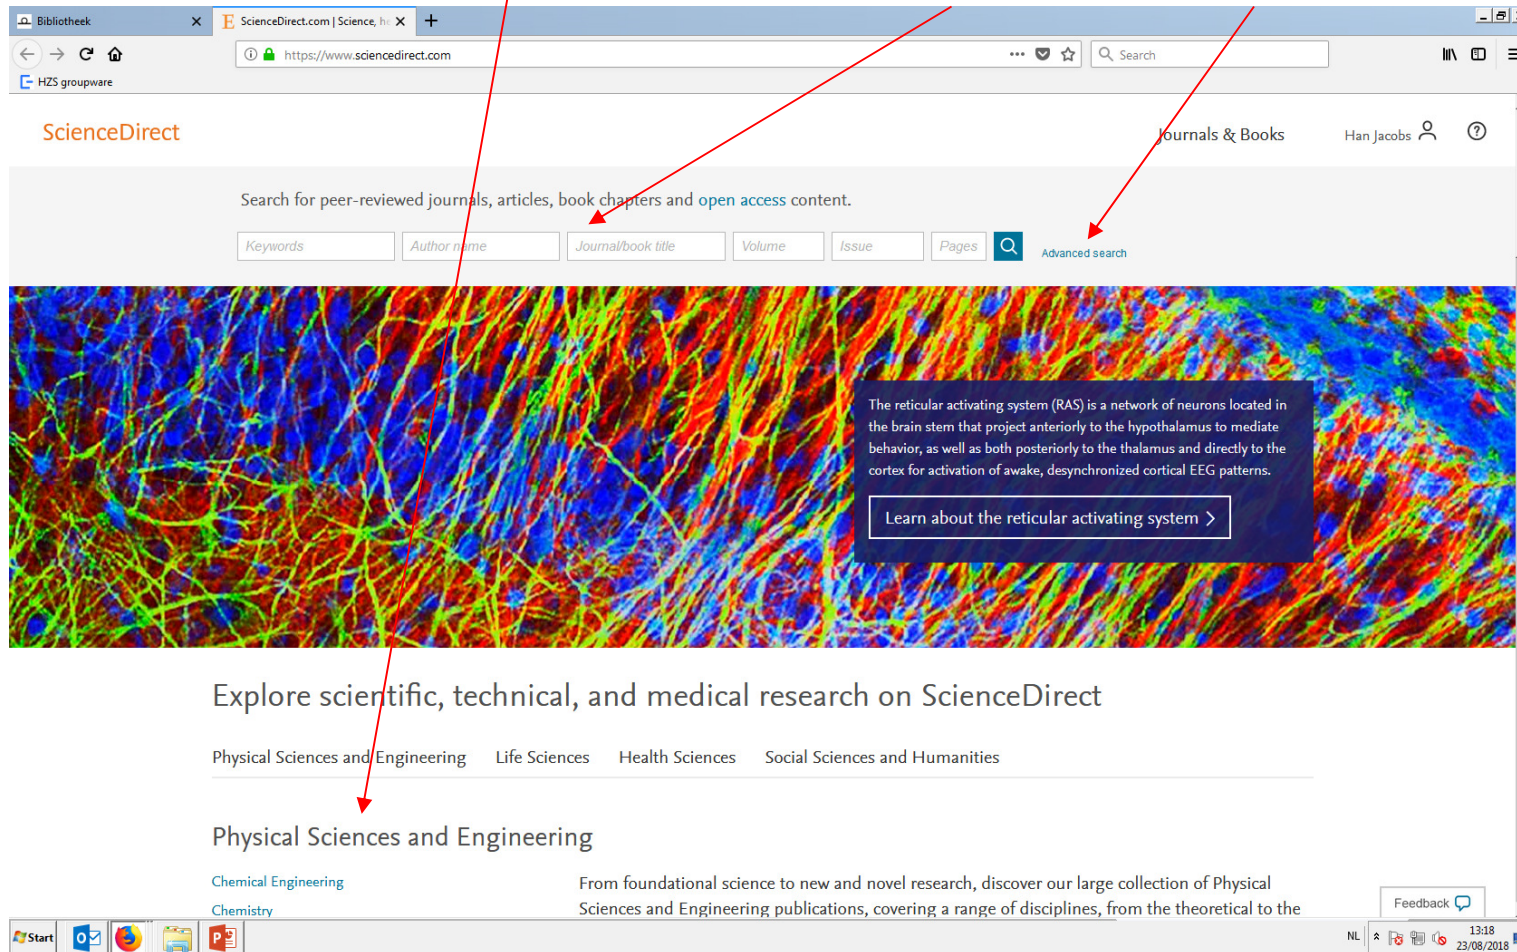 Bibliotheek
ScienceDirect.com | Science, he
https://www.sciencedirect.com
Search
HZS groupware
ScienceDirect
Journals & Books
Han Jacobs
Search for peer-reviewed journals, articles, book chapters and open access content.
Keywords
Author name
Journal/book title
Volume
Issue
Pages
Advanced search
The reticular activating system (RAS) is a network of neurons located in
the brain stem that project anteriorly to the hypothalamus to mediate
behavior, as well as both posteriorly to the thalamus and directly to the
cortex for activation of awake, desynchronized cortical EEG patterns.
Learn about the reticular activating system >
Explore scientific, technical, and medical research on ScienceDirect
Physical Sciences and Engineering
Life Sciences
Health Sciences
Social Sciences and Humanities
Physical Sciences and Engineering
Chemical Engineering
Chemistry
From foundational science to new and novel research, discover our large collection of Physical
Sciences and Engineering publications, covering a range of disciplines, from the theoretical to the
Feedback
Start
NL
13:18
23/08/2018